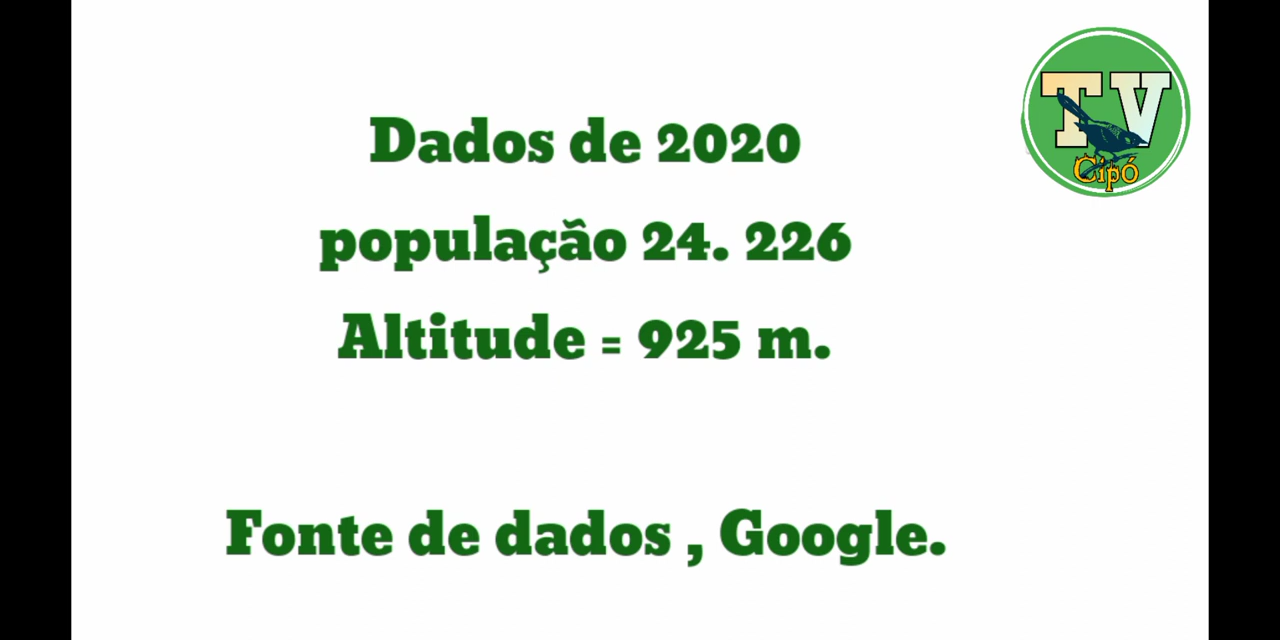 TV
Cipó
Dados de 2020
população 24. 226
Altitude = 925 m.
Fonte de dados , Google.